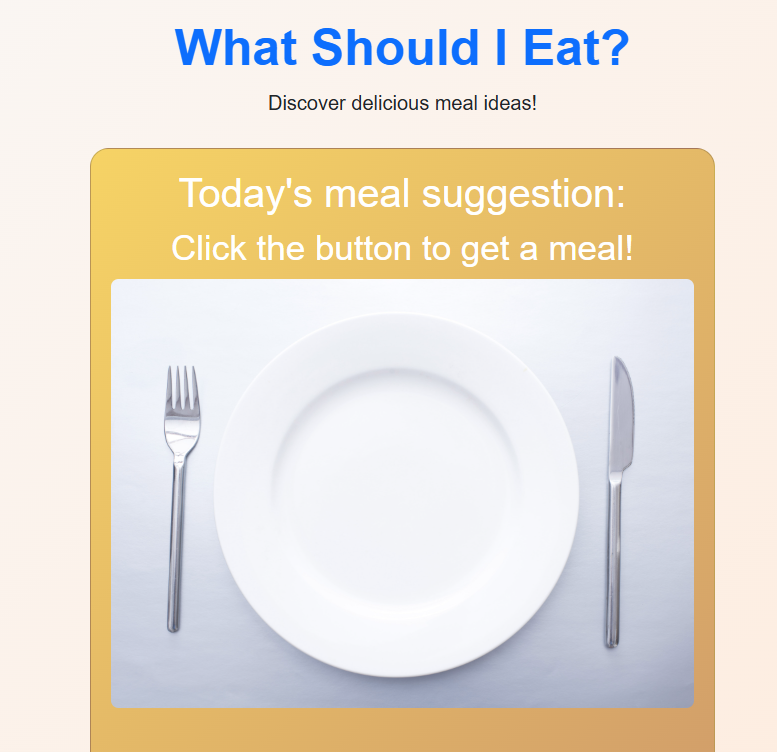 What Should I Eat?
Discover delicious meal ideas!
Today's meal suggestion:
Click the button to get a meal!